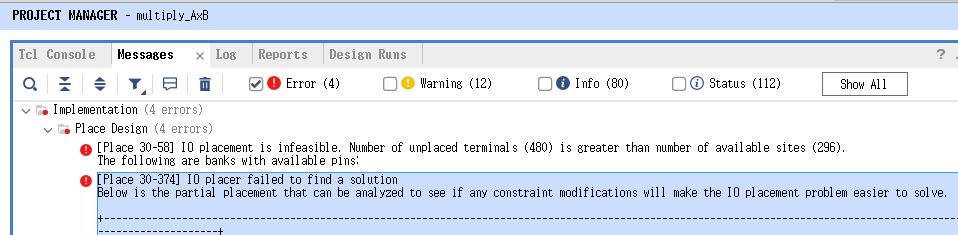 PROJECT MANAGER - multiply_AxB
Tcl Console Messages × Log Reports Design Runs ?
Error (4) Warning (12) Info (80) Status (112) Show All
Implementation (4 errors)
Place Design (4 errors)
[Place 30-58] IO placement is infeasible. Number of unplaced terminals (480) is greater than number of available sites (296).
The following are banks with available pins:
[Place 30-374] IO placer failed to find a solution
Below is the partial placement that can be analyzed to see if any constraint modifications will make the IO placement problem easier to solve.